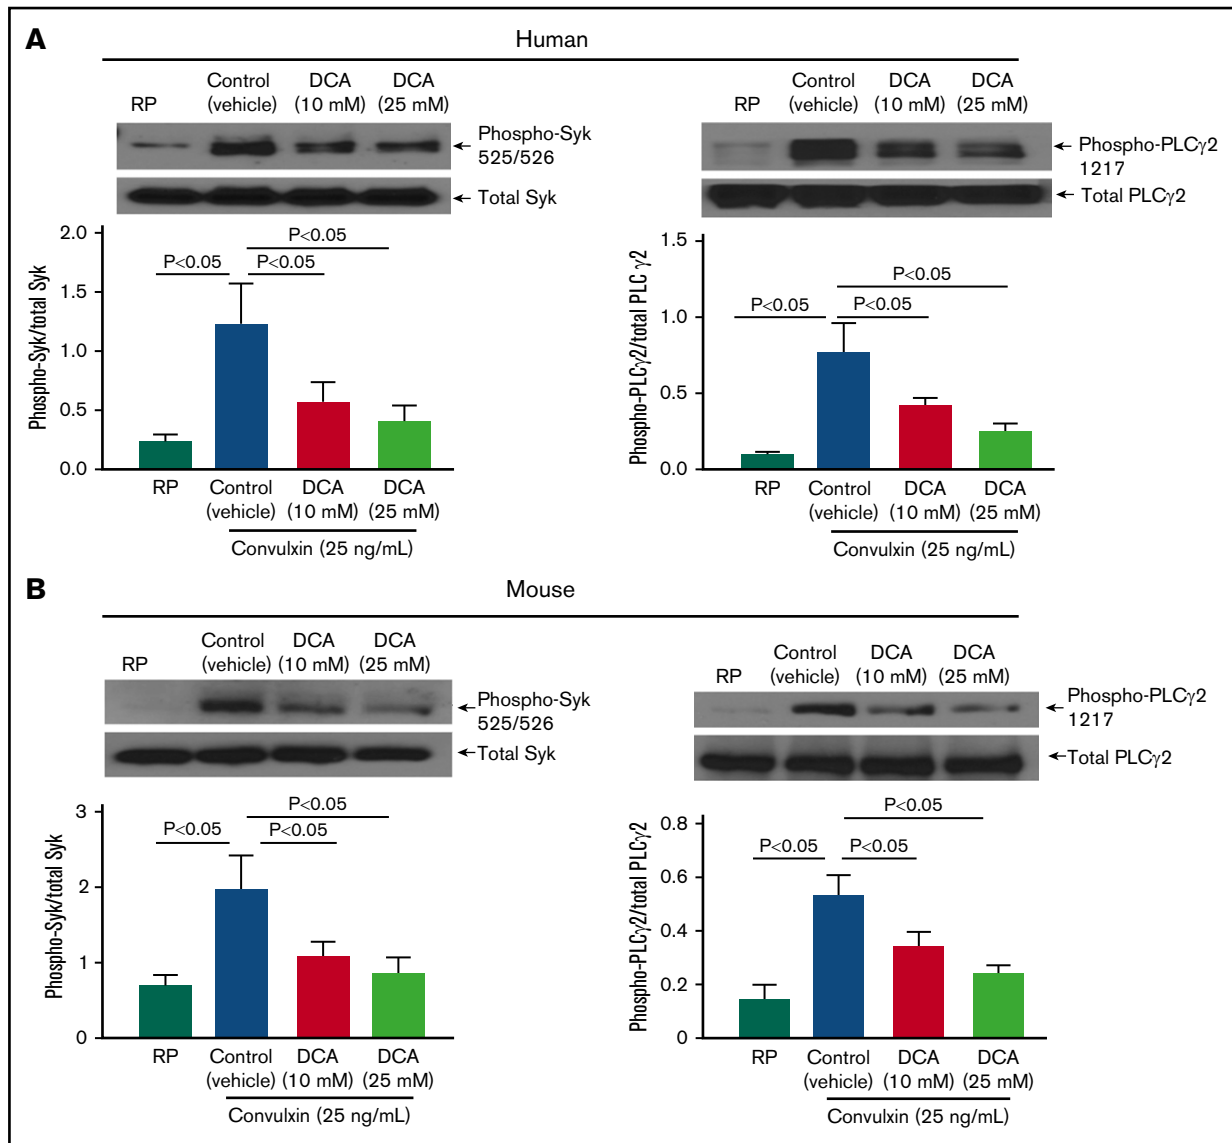 A
Human
RP
Control
(vehicle)
DCA
(10 mM)
DCA
(25 mM)
Phospho-Syk
525/526
Total Syk
P<0.05
P<0.05
P<0.05
2.0
1.5
1.0
0.5
0.0
Phospho-Syk/total Syk
RP
Control
(vehicle)
DCA
(10 mM)
DCA
(25 mM)
Convulxin (25 ng/mL)
RP
Control
(vehicle)
DCA
(10 mM)
DCA
(25 mM)
Phospho-PLCγ2
1217
Total PLCγ2
P<0.05
P<0.05
P<0.05
1.5
1.0
0.5
0.0
Phospho-PLCγ2/total PLC γ2
RP
Control
(vehicle)
DCA
(10 mM)
DCA
(25 mM)
Convulxin (25 ng/mL)
B
Mouse
RP
Control
(vehicle)
DCA
(10 mM)
DCA
(25 mM)
Phospho-Syk
525/526
Total Syk
P<0.05
P<0.05
P<0.05
3
2
1
0
Phospho-Syk/total Syk
RP
Control
(vehicle)
DCA
(10 mM)
DCA
(25 mM)
Convulxin (25 ng/mL)
RP
Control
(vehicle)
DCA
(10 mM)
DCA
(25 mM)
Phospho-PLCγ2
1217
Total PLCγ2
P<0.05
P<0.05
P<0.05
0.8
0.6
0.4
0.2
0
Phospho-PLCγ2/total PLCγ2
RP
Control
(vehicle)
DCA
(10 mM)
DCA
(25 mM)
Convulxin (25 ng/mL)